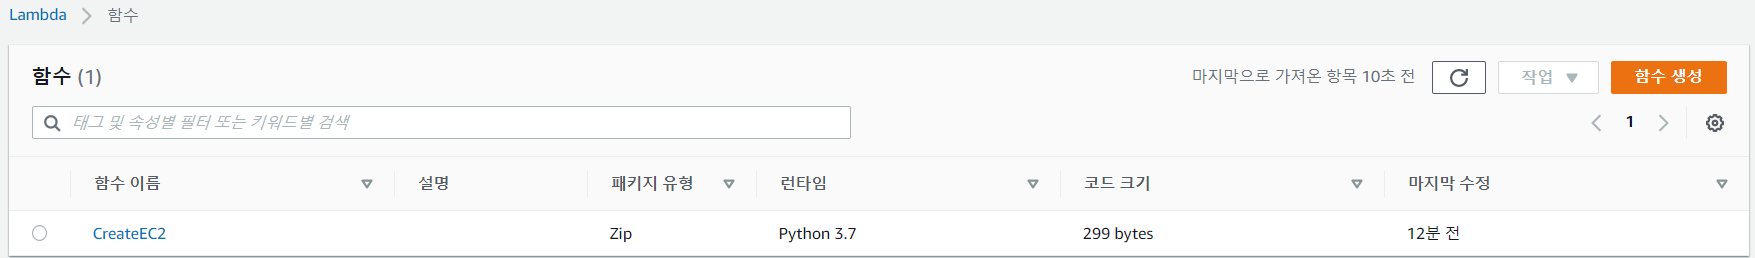 Lambda > 함수
함수 (1)
마지막으로 가져온 항목 10초 전
작업
함수 생성
태그 및 속성별 필터 또는 키워드별 검색
1
함수 이름 설명 패키지 유형 런타임 코드 크기 마지막 수정
CreateEC2 Zip Python 3.7 299 bytes 12분 전